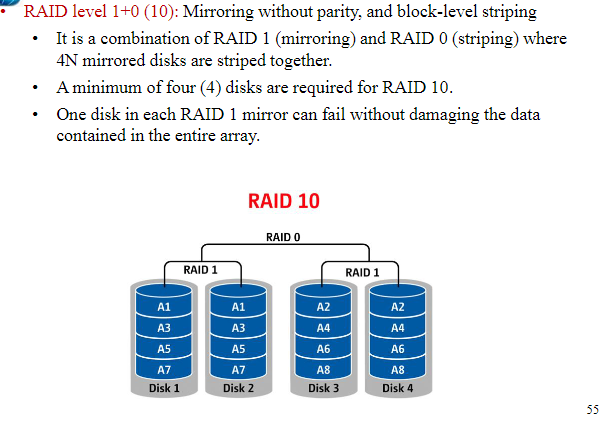 • RAID level 1+0 (10): Mirroring without parity, and block-level striping
• It is a combination of RAID 1 (mirroring) and RAID 0 (striping) where
4N mirrored disks are striped together.
• A minimum of four (4) disks are required for RAID 10.
• One disk in each RAID 1 mirror can fail without damaging the data
contained in the entire array.
RAID 10
RAID 0
RAID 1 RAID 1
A1 A1 A2 A2
A3 A3 A4 A4
A5 A5 A6 A6
A7 A7 A8 A8
Disk 1 Disk 2 Disk 3 Disk 4
55